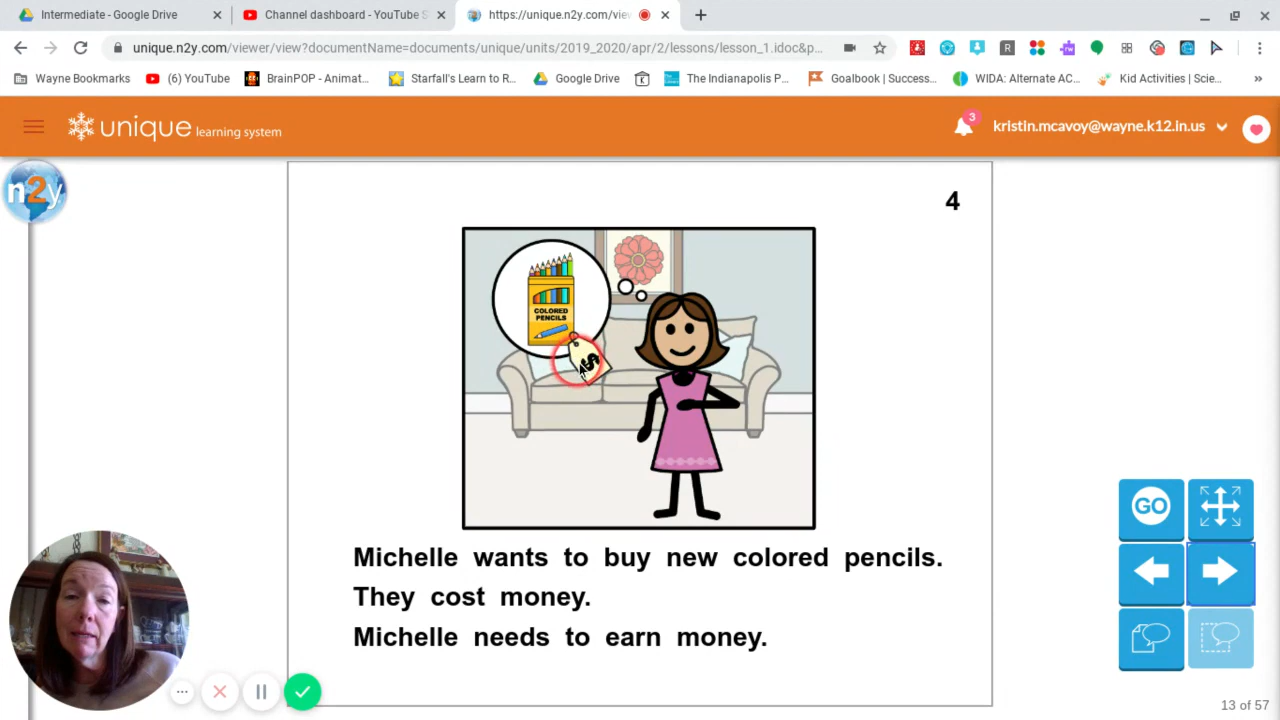 Intermediate - Google Drive
Channel dashboard - YouTube S
https://unique.n2y.com/view
unique.n2y.com/viewer/view?documentName=documents/unique/units/2019_2020/apr/2/lessons/lesson_1.idoc&p...
Wayne Bookmarks
(6) YouTube
BrainPOP - Animat...
Starfall's Learn to R...
Google Drive
The Indianapolis P...
Goalbook | Success...
WIDA: Alternate AC...
Kid Activities | Scie...
»
unique learning system
3
kristin.mcavoy@wayne.k12.in.us
n2y
4
COLORED
PENCILS
$
Michelle wants to buy new colored pencils.
They cost money.
Michelle needs to earn money.
GO
13 of 57